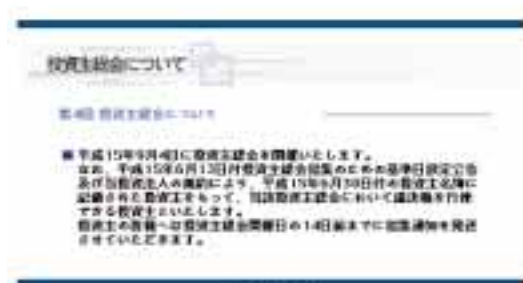 投資主総会について
第4回 投資主総会について
■ 平成15年9月4日に投資主総会を開催いたします。
なお、平成15年6月13日付投資主総会招集のための基準日設定公告
及び当投資法人の規約により、平成15年6月30日付の投資主名簿に
記載された投資主をもって、当該投資主総会において議決権を行使
できる投資主といたします。
投資主の皆様へは投資主総会開催日の14日前までに招集通知を発送
させていただきます。